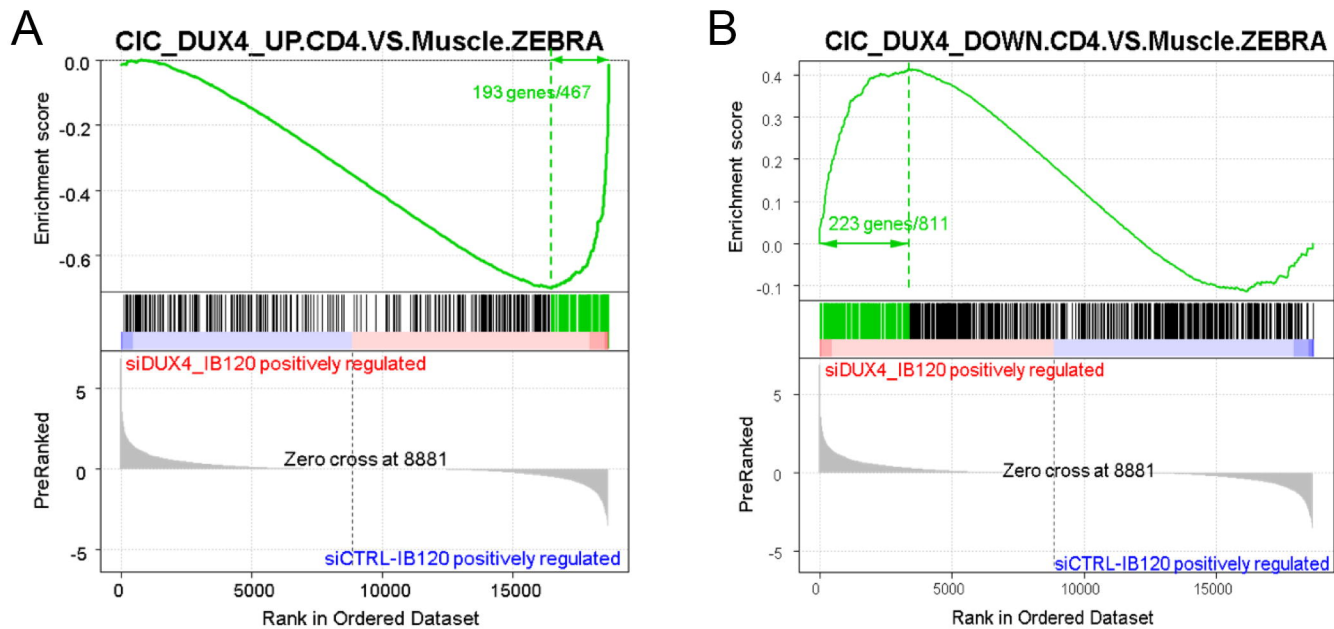 A
CIC_DUX4_UP.CD4.VS.Muscle.ZEBRA
0.0
-0.2
-0.4
-0.6
Enrichment score
193 genes/467
siDUX4_IB120 positively regulated
5
0
-5
PreRanked
Zero cross at 8881
siCTRL-IB120 positively regulated
0 5000 10000 15000
Rank in Ordered Dataset
B
CIC_DUX4_DOWN.CD4.VS.Muscle.ZEBRA
0.4
0.3
0.2
0.1
0.0
-0.1
Enrichment score
223 genes/811
siDUX4_IB120 positively regulated
5
0
-5
PreRanked
Zero cross at 8881
siCTRL-IB120 positively regulated
0 5000 10000 15000
Rank in Ordered Dataset